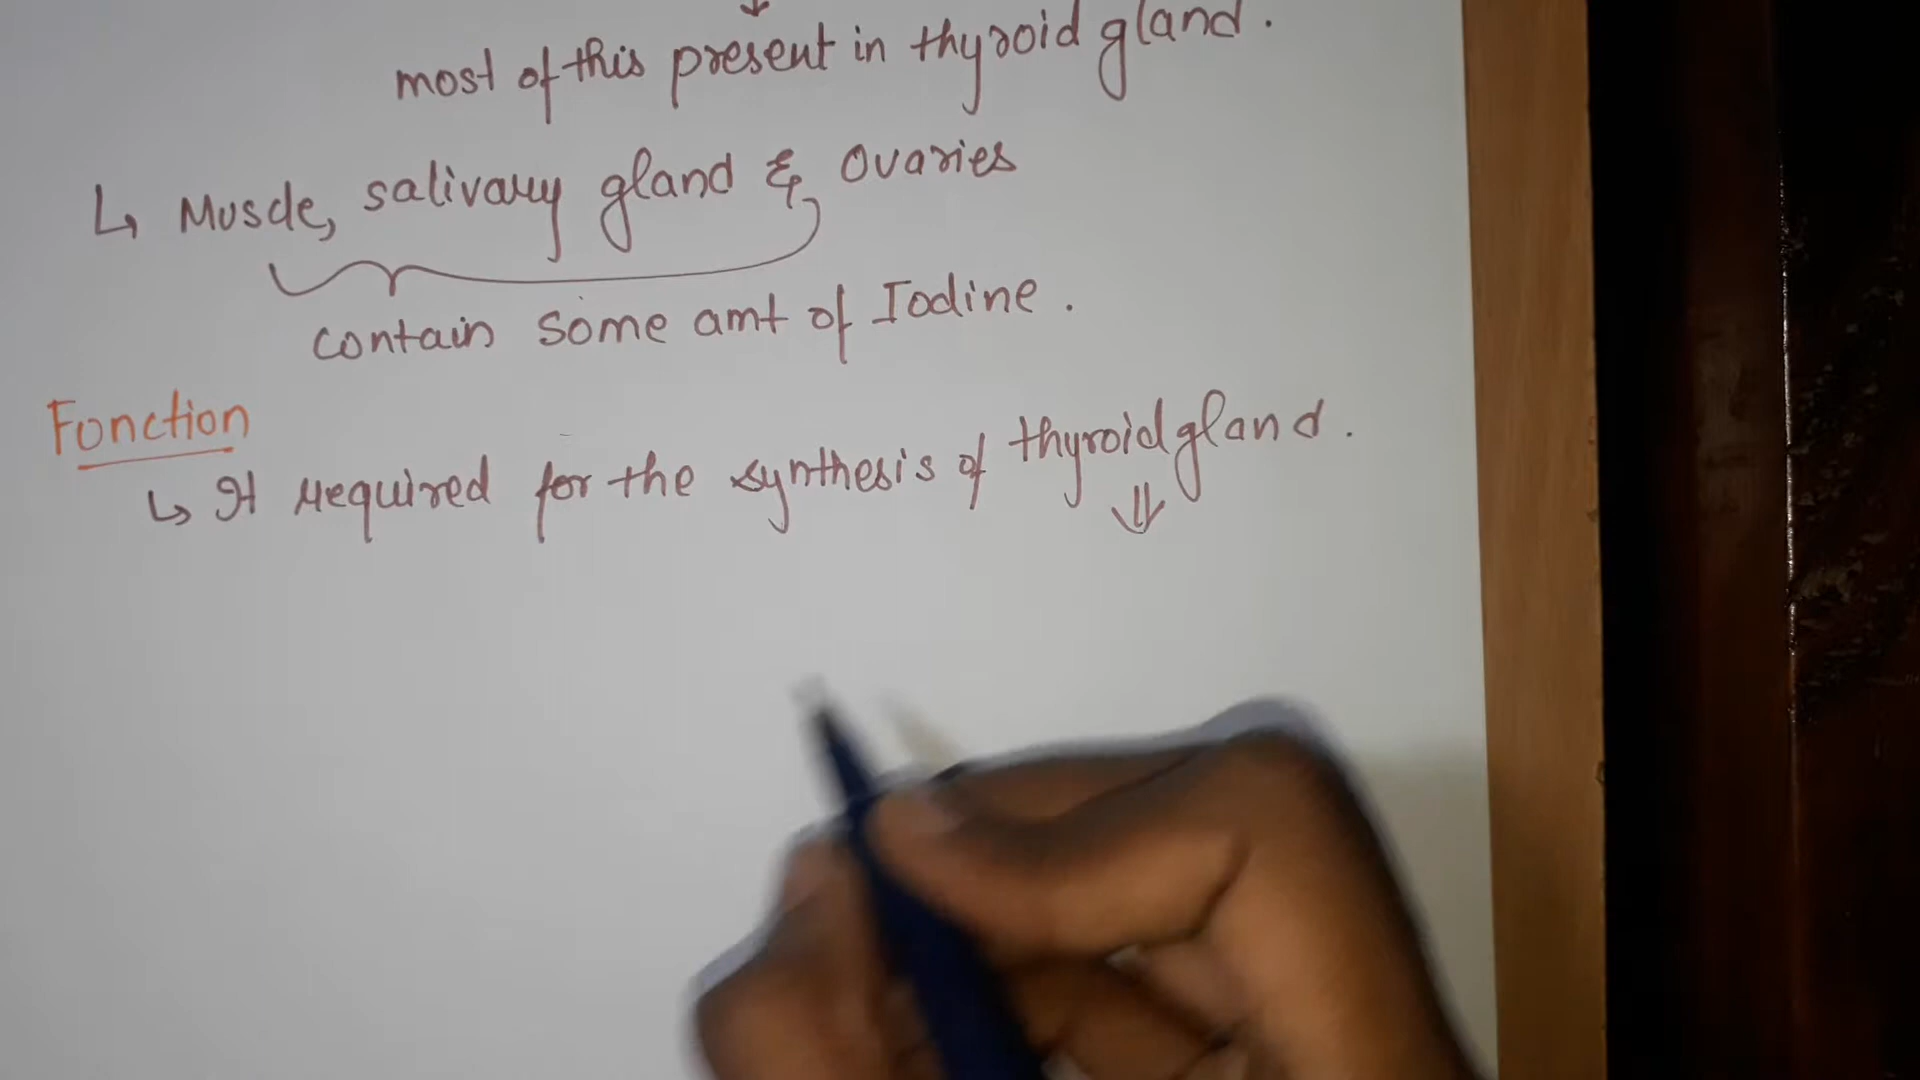 most of this present in thyroid gland.
↳ Muscle, salivary gland & Ovaries
contain some amt of Iodine.
Fonction
↳ It required for the synthesis of thyroid gland.